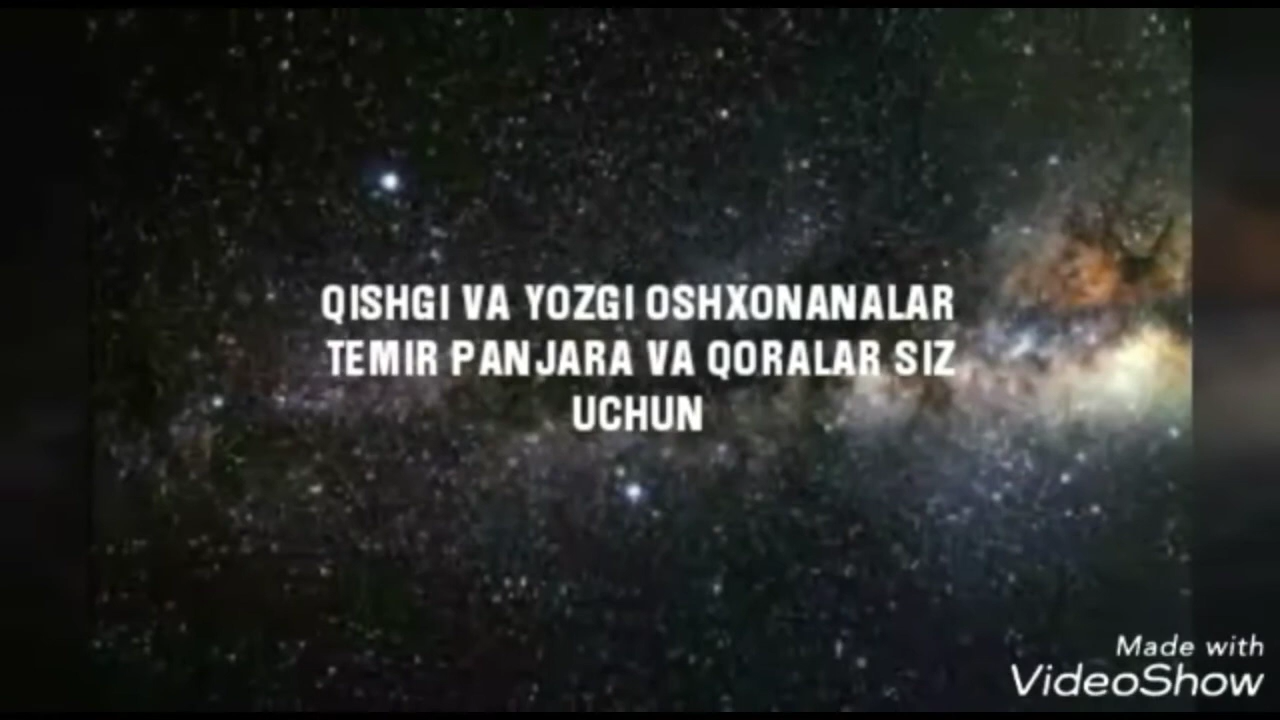 QISHGI VA YOZGI OSHXONANALAR
TEMIR PANJARA VA QORALAR SIZ
UCHUN
Made with
VideoShow